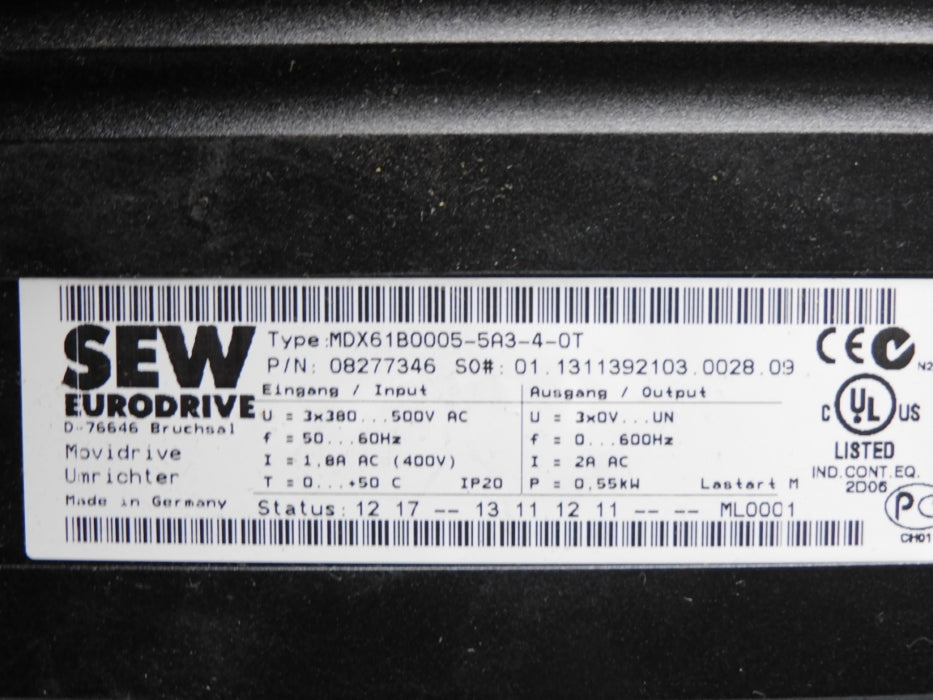 SEW
EURODRIVE
D-76646 Bruchsal
Movidrive
Umrichter
Made in Germany
Type:MDX61B0005-5A3-4-0T
P/N: 08277346 SO#: 01.1311392103.0028.09
Eingang / Input
U = 3x380...500V AC
f = 50...60Hz
I = 1,8A AC (400V)
T = 0...+50 C IP20
Ausgang / Output
U = 3x0V...UN
f = 0...600Hz
I = 2A AC
P = 0,55kW Lastart M
Status: 12 17 -- 13 11 12 11 -- -- ML0001
CE
N2
C UL US
LISTED
IND.CONT.EQ.
2D06
CH01